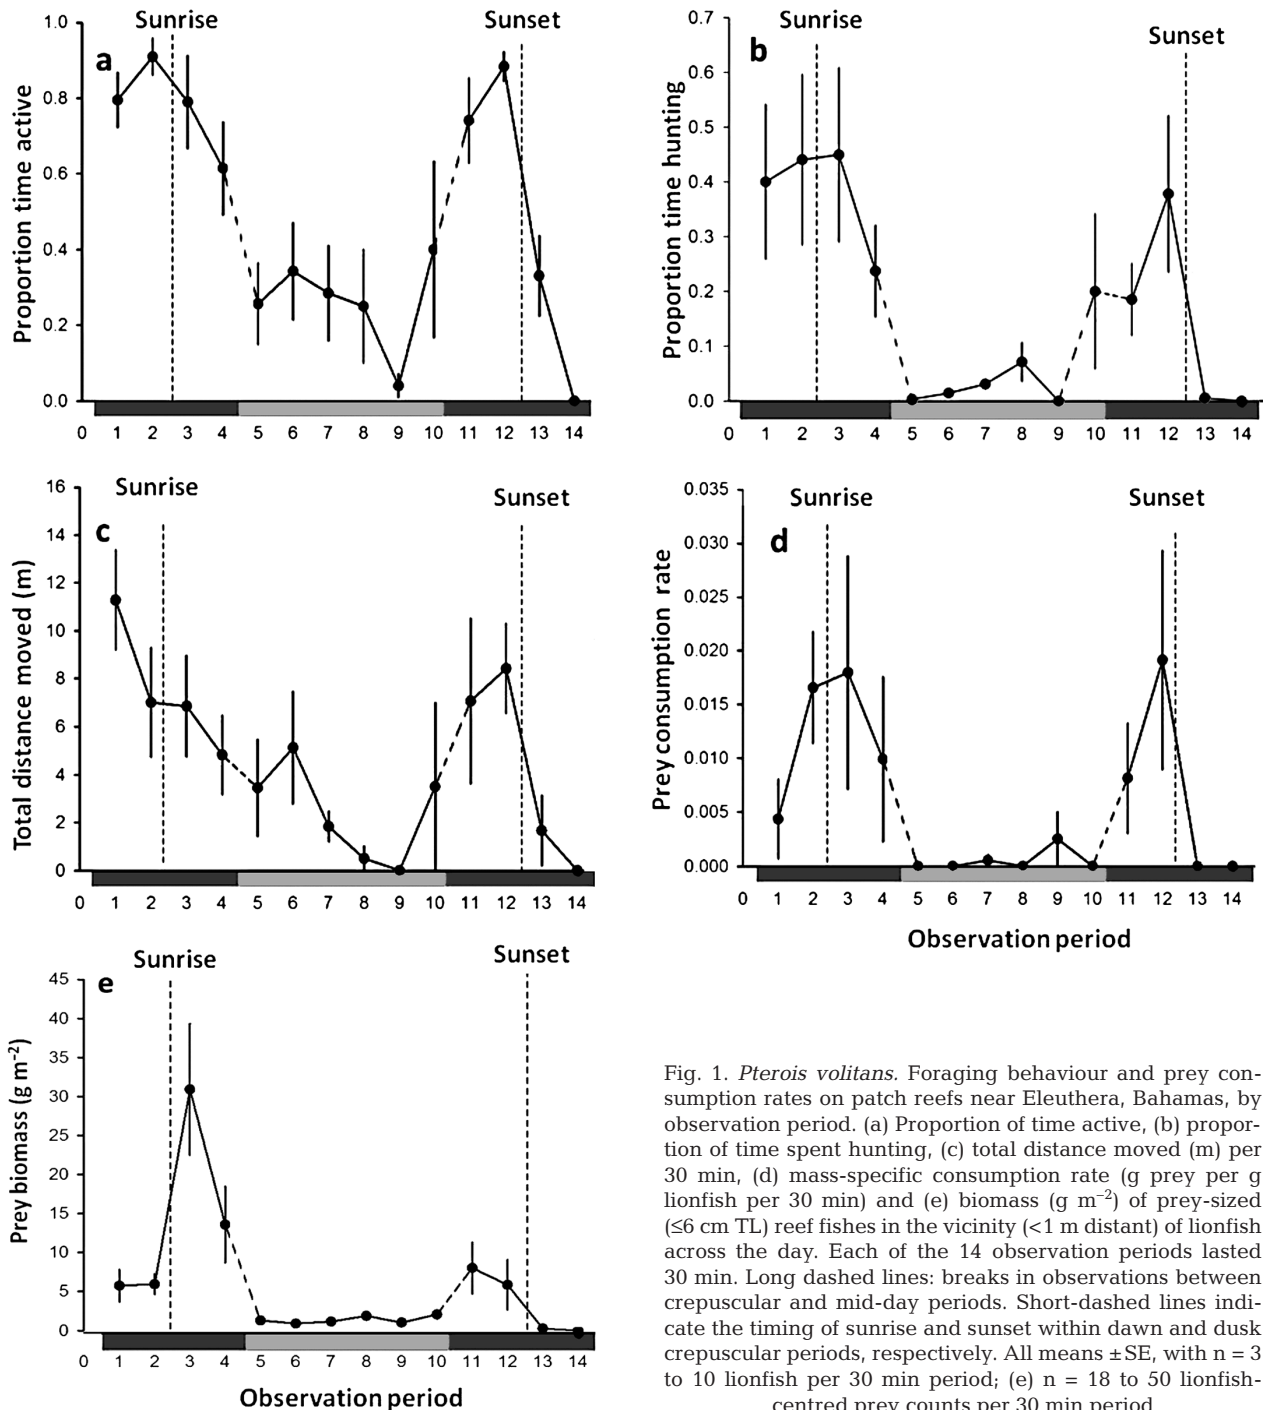 Sunrise
Sunset
a
Proportion time active
1.0
0.8
0.6
0.4
0.2
0.0
0 1 2 3 4 5 6 7 8 9 10 11 12 13 14
Sunrise
Sunset
b
Proportion time hunting
0.7
0.6
0.5
0.4
0.3
0.2
0.1
0.0
0 1 2 3 4 5 6 7 8 9 10 11 12 13 14
Sunrise
Sunset
c
Total distance moved (m)
16
14
12
10
8
6
4
2
0
0 1 2 3 4 5 6 7 8 9 10 11 12 13 14
Sunrise
Sunset
d
Prey consumption rate
0.035
0.030
0.025
0.020
0.015
0.010
0.005
0.000
0 1 2 3 4 5 6 7 8 9 10 11 12 13 14
Observation period
Sunrise
Sunset
e
Prey biomass (g m⁻²)
45
40
35
30
25
20
15
10
5
0
0 1 2 3 4 5 6 7 8 9 10 11 12 13 14
Observation period
Fig. 1. Pterois volitans. Foraging behaviour and prey con-
sumption rates on patch reefs near Eleuthera, Bahamas, by
observation period. (a) Proportion of time active, (b) propor-
tion of time spent hunting, (c) total distance moved (m) per
30 min, (d) mass-specific consumption rate (g prey per g
lionfish per 30 min) and (e) biomass (g m⁻²) of prey-sized
(≤6 cm TL) reef fishes in the vicinity (<1 m distant) of lionfish
across the day. Each of the 14 observation periods lasted
30 min. Long dashed lines: breaks in observations between
crepuscular and mid-day periods. Short-dashed lines indi-
cate the timing of sunrise and sunset within dawn and dusk
crepuscular periods, respectively. All means ±SE, with n = 3
to 10 lionfish per 30 min period; (e) n = 18 to 50 lionfish-
centred prey counts per 30 min period